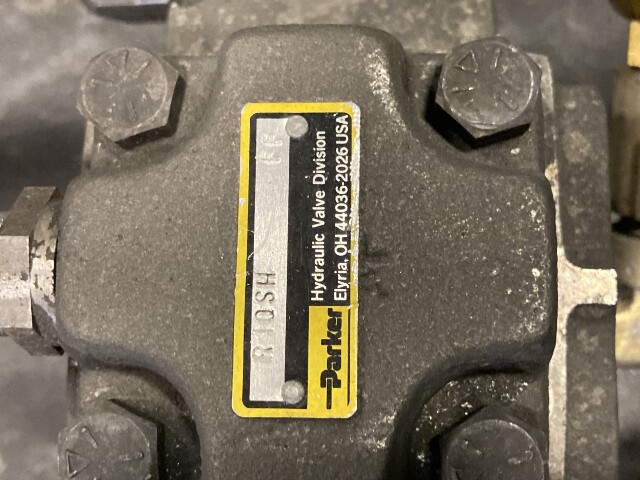 Parker
Hydraulic Valve Division
Elyria, OH 44036-2026 USA
R10SH